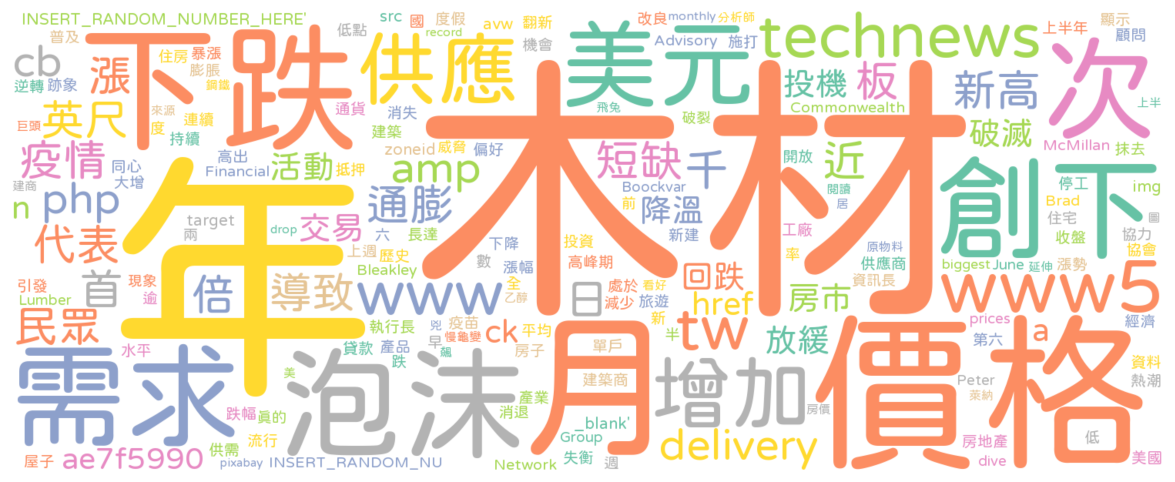 INSERT_RANDOM_NUMBER_HERE'
src
國
度假
翻新
改良
monthly
分析師
顯示
普及
低點
avw
record
機會
Advisory
施打
上半年
顧問
住房
暴漲
膨脹
鋼鐵
下跌
供應
美元
technews
次
cb
漲
逆轉
跡象
來源
通貨
消失
飛兔
投機
板
新高
上半
巨頭
英尺
度
連續
持續
建築
破裂
Commonwealth
破滅
McMillan
抹去
疫情
同心
大增
高出
Financial
活動
zoneid
威脅
偏好
抵押
amp
短缺
千
近
開放
閱讀
居
創下
停工
img
Brad
住宅
圖
建商
n
php
target
兩
drop
交易
六
通膨
長達
Boockvar
前
降溫
新建
木材
工廠
率
原物料
供應商
收盤
協力
協會
代表
年
上週
歷史
Bleakley
下降
數
漲幅
投資
高峰期
全
乙醇
處於
看好
減少
旅遊
新
半
回跌
href
房市
資訊長
biggest
June
延伸
漲勢
引發
現象
逾
Lumber
首
倍
導致
www
日
tw
放緩
www5
民眾
水平
執行長
兇
疫苗
早
慢龜變
飆
貸款
產品
跌
ck
平均
房子
單戶
prices
第六
a
經濟
需求
美
泡沫
月
建築商
增加
房價
價格
Peter
藥納
資料
熱潮
跌幅
真的
產業
消退
_blank'
Group
失衡
週
delivery
房地產
dive
低
美國
屋子
ae7f5990
供需
流行
pixabay
INSERT_RANDOM_NU
Network